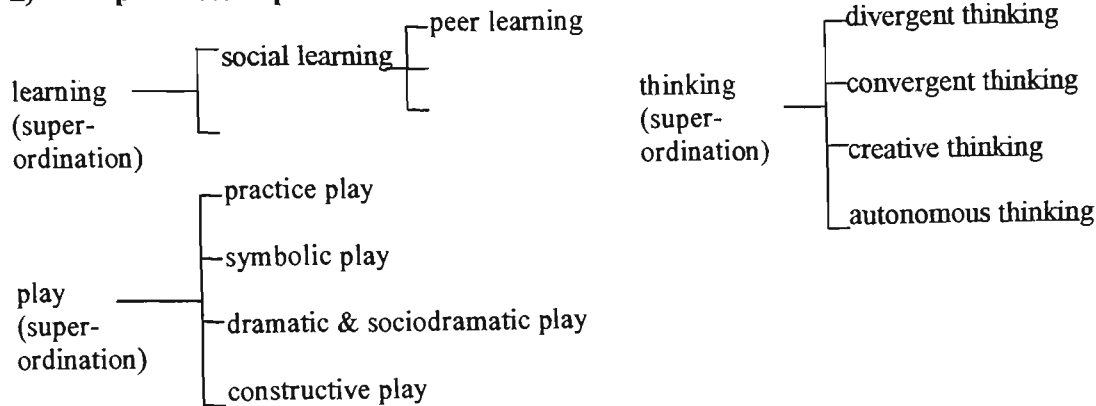 peer learning
social learning
learning
(super-
ordination)
divergent thinking
convergent thinking
thinking
(super-
ordination)
creative thinking
autonomous thinking
practice play
symbolic play
play
(super-
ordination)
dramatic & sociodramatic play
constructive play